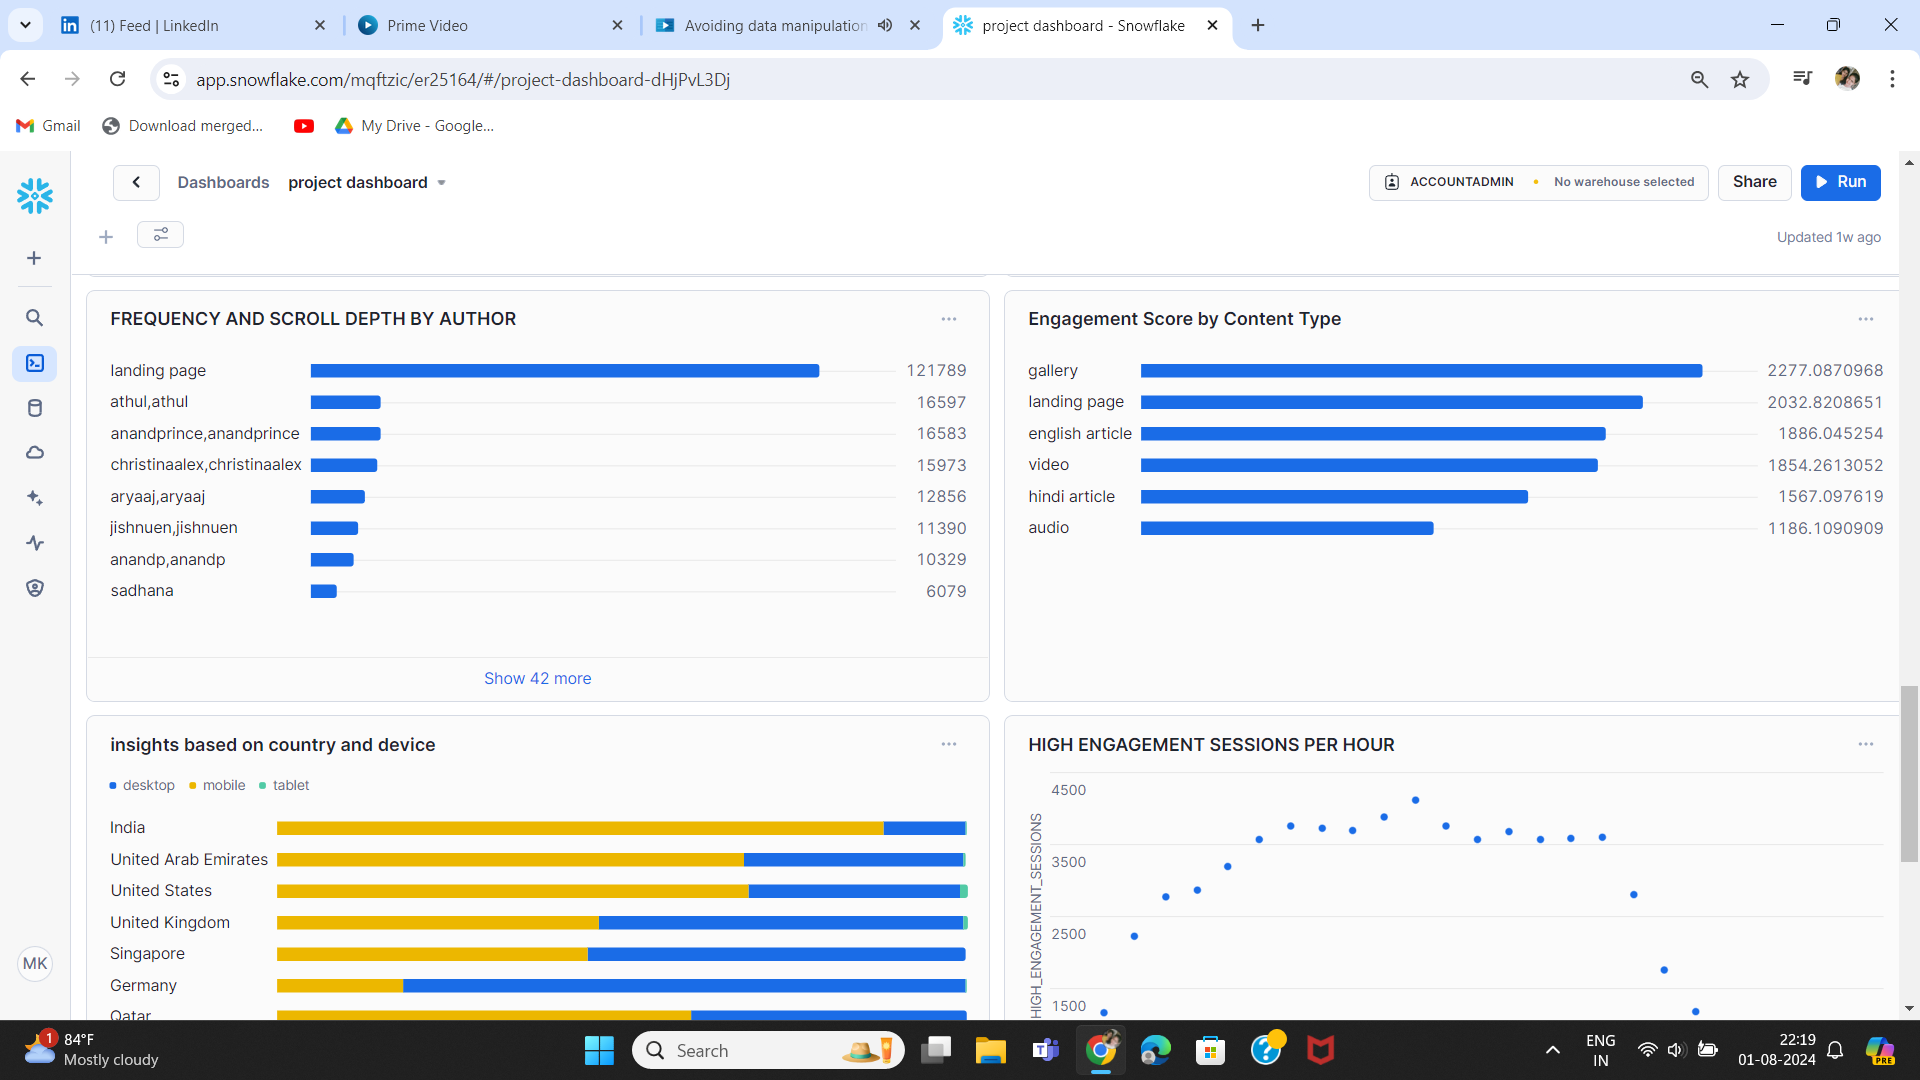 (11) Feed | LinkedIn
Prime Video
Avoiding data manipulation
project dashboard - Snowflake
app.snowflake.com/mqftzic/er25164/#/project-dashboard-dHjPvL3Dj
Gmail
Download merged...
My Drive - Google...
Dashboards project dashboard
ACCOUNTADMIN • No warehouse selected
Share
Run
Updated 1w ago
FREQUENCY AND SCROLL DEPTH BY AUTHOR
landing page 121789
athul,athul 16597
anandprince,anandprince 16583
christinaalex,christinaalex 15973
aryaaj,aryaaj 12856
jishnuen,jishnuen 11390
anandp,anandp 10329
sadhana 6079
Show 42 more
Engagement Score by Content Type
gallery 2277.0870968
landing page 2032.8208651
english article 1886.045254
video 1854.2613052
hindi article 1567.097619
audio 1186.1090909
insights based on country and device
desktop mobile tablet
India
United Arab Emirates
United States
United Kingdom
Singapore
Germany
Qatar
HIGH ENGAGEMENT SESSIONS PER HOUR
HIGH_ENGAGEMENT_SESSIONS
4500
3500
2500
1500
MK
1
84°F
Mostly cloudy
Search
ENG
IN
22:19
01-08-2024
PRE